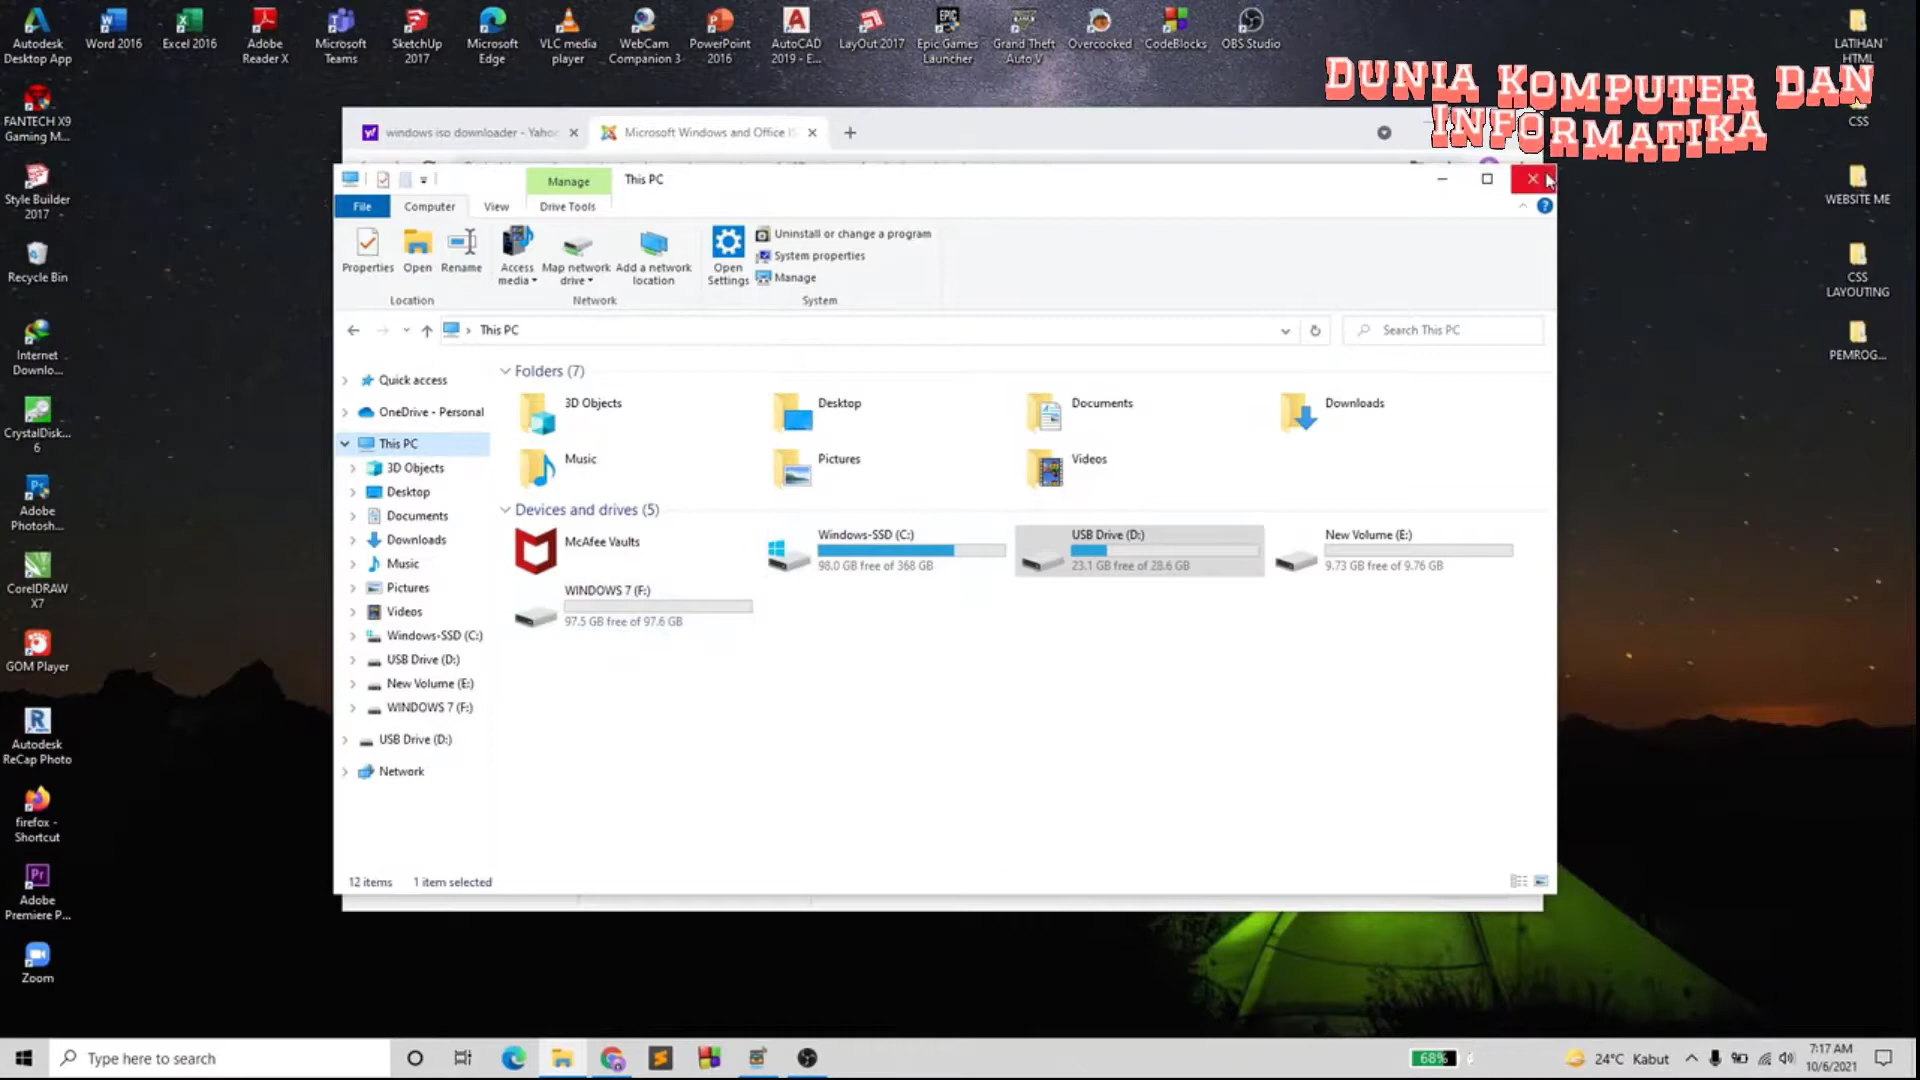 Autodesk Desktop App
Word 2016
Excel 2016
Adobe Reader X
Microsoft Teams
SketchUp 2017
Microsoft Edge
VLC media player
WebCam Companion 3
PowerPoint 2016
AutoCAD 2019 - E...
LayOut 2017
Epic Games Launcher
Grand Theft Auto V
Overcooked
CodeBlocks
OBS Studio
LATIHAN HTML
DUNIA KOMPUTER DAN
INFORMATIKA
FANTECH X9 Gaming M...
CSS
windows iso downloader - Yahoo
Microsoft Windows and Office IS
Style Builder 2017
WEBSITE ME
Manage
This PC
File
Computer
View
Drive Tools
Properties
Open
Rename
Access media
Map network drive
Add a network location
Open Settings
Uninstall or change a program
System properties
Manage
Location
Network
System
Recycle Bin
CSS LAYOUTING
This PC
Search This PC
Internet Downlo...
PEMROG...
Quick access
OneDrive - Personal
This PC
3D Objects
Desktop
Documents
Downloads
Music
Pictures
Videos
Windows-SSD (C:)
USB Drive (D:)
New Volume (E:)
WINDOWS 7 (F:)
USB Drive (D:)
Network
Folders (7)
3D Objects
Desktop
Documents
Downloads
Music
Pictures
Videos
Devices and drives (5)
McAfee Vaults
Windows-SSD (C:)
98.0 GB free of 368 GB
USB Drive (D:)
23.1 GB free of 28.6 GB
New Volume (E:)
9.73 GB free of 9.76 GB
WINDOWS 7 (F:)
97.5 GB free of 97.6 GB
12 items
1 item selected
CrystalDisk... 6
Adobe Photosh...
CorelDRAW X7
GOM Player
Autodesk ReCap Photo
firefox - Shortcut
Adobe Premiere P...
Zoom
Type here to search
68%
24°C Kabut
7:17 AM
10/6/2021